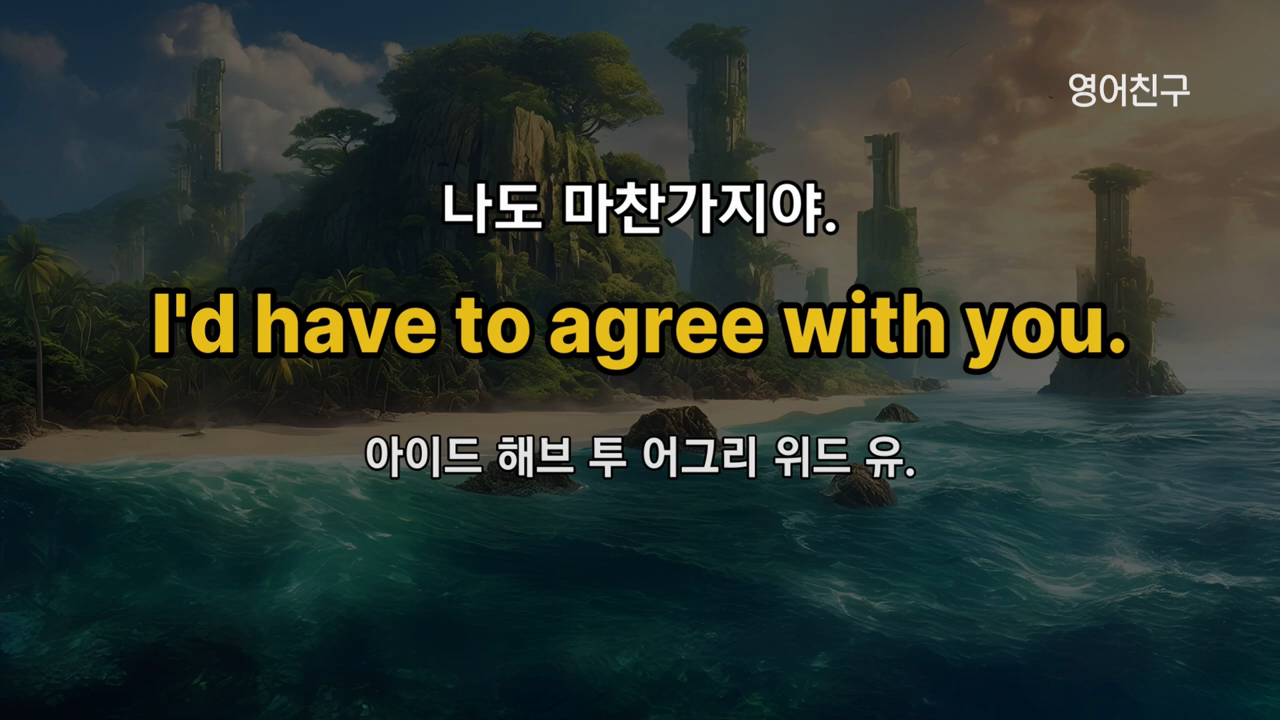 영어친구
나도 마찬가지야.
I'd have to agree with you.
아이드 해브 투 어그리 위드 유.